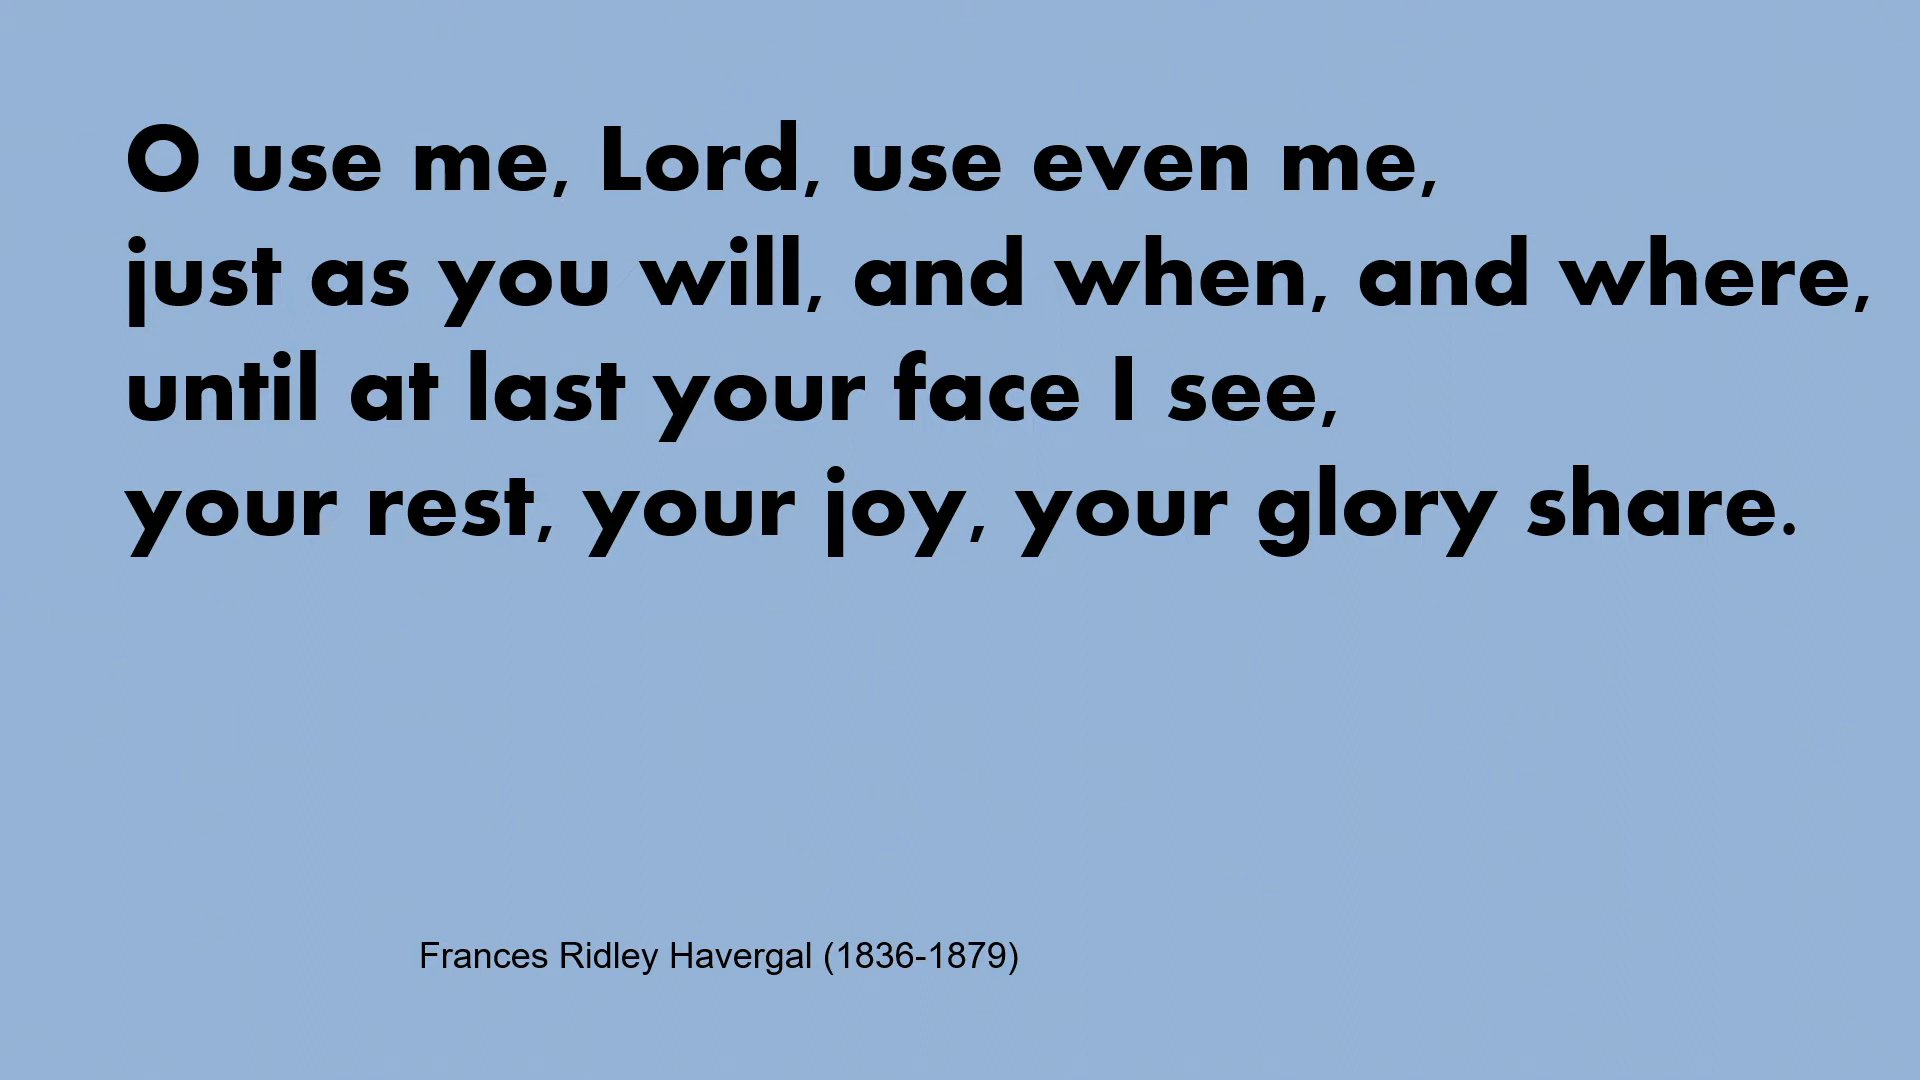 O use me, Lord, use even me,
just as you will, and when, and where,
until at last your face I see,
your rest, your joy, your glory share.
Frances Ridley Havergal (1836-1879)